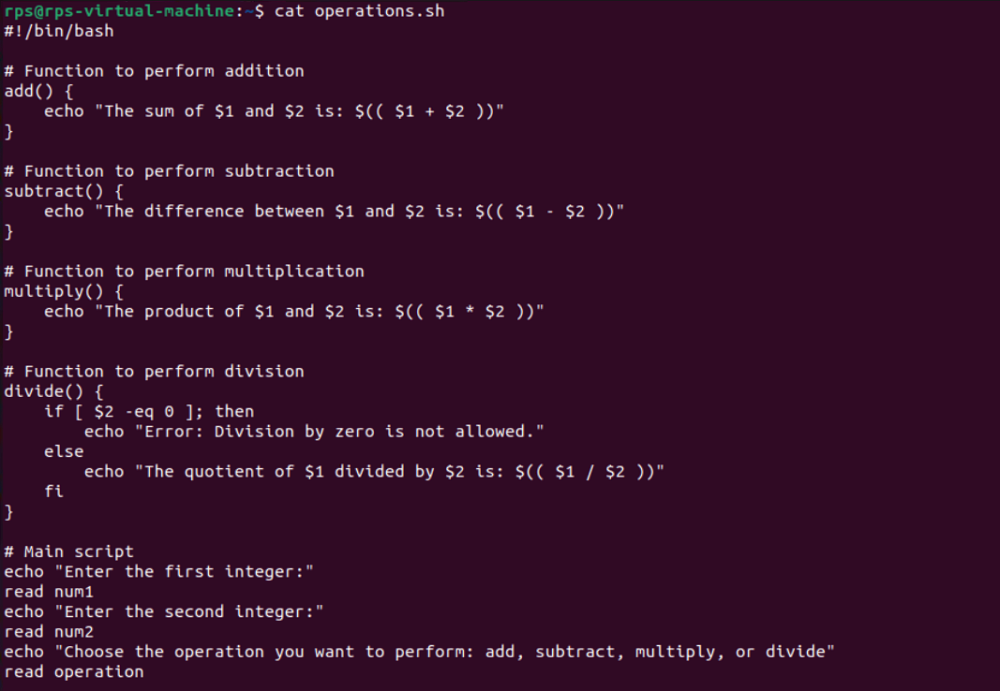 rps@rps-virtual-machine:~$ cat operations.sh
#!/bin/bash

# Function to perform addition
add() {
    echo "The sum of $1 and $2 is: $(( $1 + $2 ))"
}

# Function to perform subtraction
subtract() {
    echo "The difference between $1 and $2 is: $(( $1 - $2 ))"
}

# Function to perform multiplication
multiply() {
    echo "The product of $1 and $2 is: $(( $1 * $2 ))"
}

# Function to perform division
divide() {
    if [ $2 -eq 0 ]; then
        echo "Error: Division by zero is not allowed."
    else
        echo "The quotient of $1 divided by $2 is: $(( $1 / $2 ))"
    fi
}

# Main script
echo "Enter the first integer:"
read num1
echo "Enter the second integer:"
read num2
echo "Choose the operation you want to perform: add, subtract, multiply, or divide"
read operation